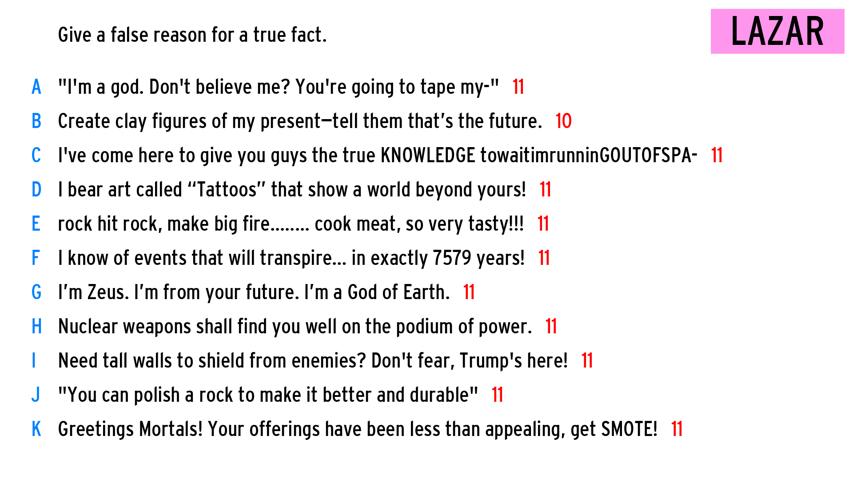 LAZAR
Give a false reason for a true fact.
A "I'm a god. Don't believe me? You're going to tape my-" 11
B Create clay figures of my present—tell them that's the future. 10
C I've come here to give you guys the true KNOWLEDGE towaitimrunninGOUTOFSPA- 11
D I bear art called “Tattoos” that show a world beyond yours! 11
E rock hit rock, make big fire........ cook meat, so very tasty!!! 11
F I know of events that will transpire... in exactly 7579 years! 11
G I’m Zeus. I’m from your future. I’m a God of Earth. 11
H Nuclear weapons shall find you well on the podium of power. 11
I Need tall walls to shield from enemies? Don't fear, Trump's here! 11
J "You can polish a rock to make it better and durable" 11
K Greetings Mortals! Your offerings have been less than appealing, get SMOTE! 11